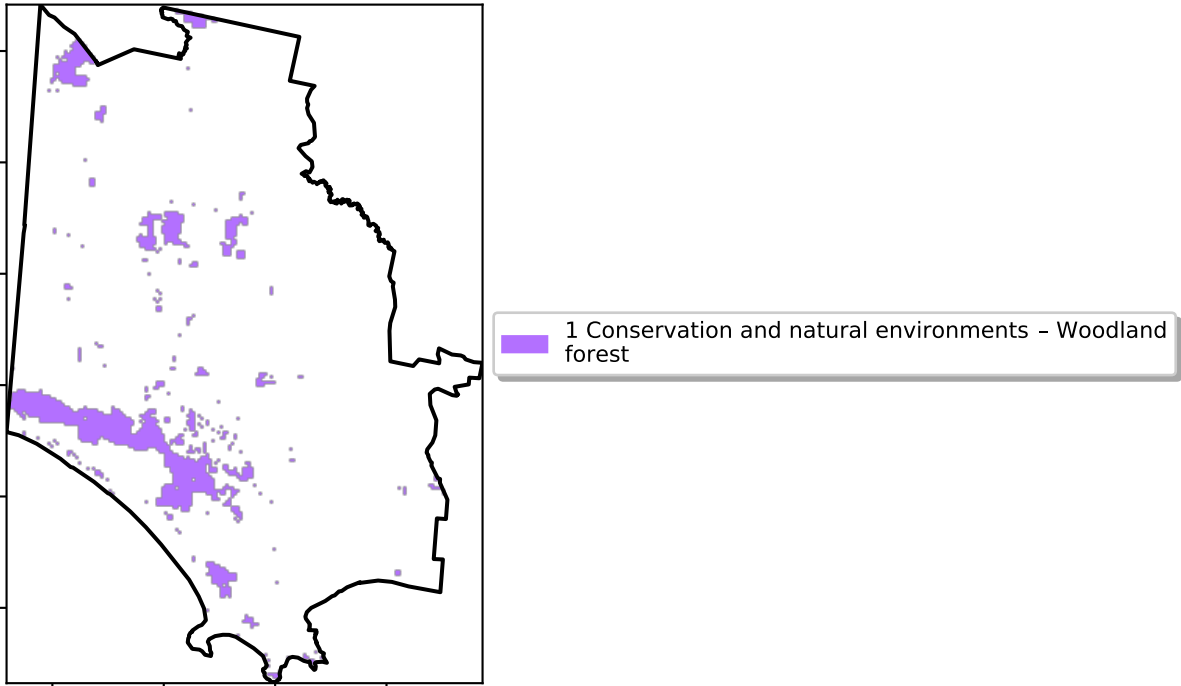 1 Conservation and natural environments – Woodland
forest